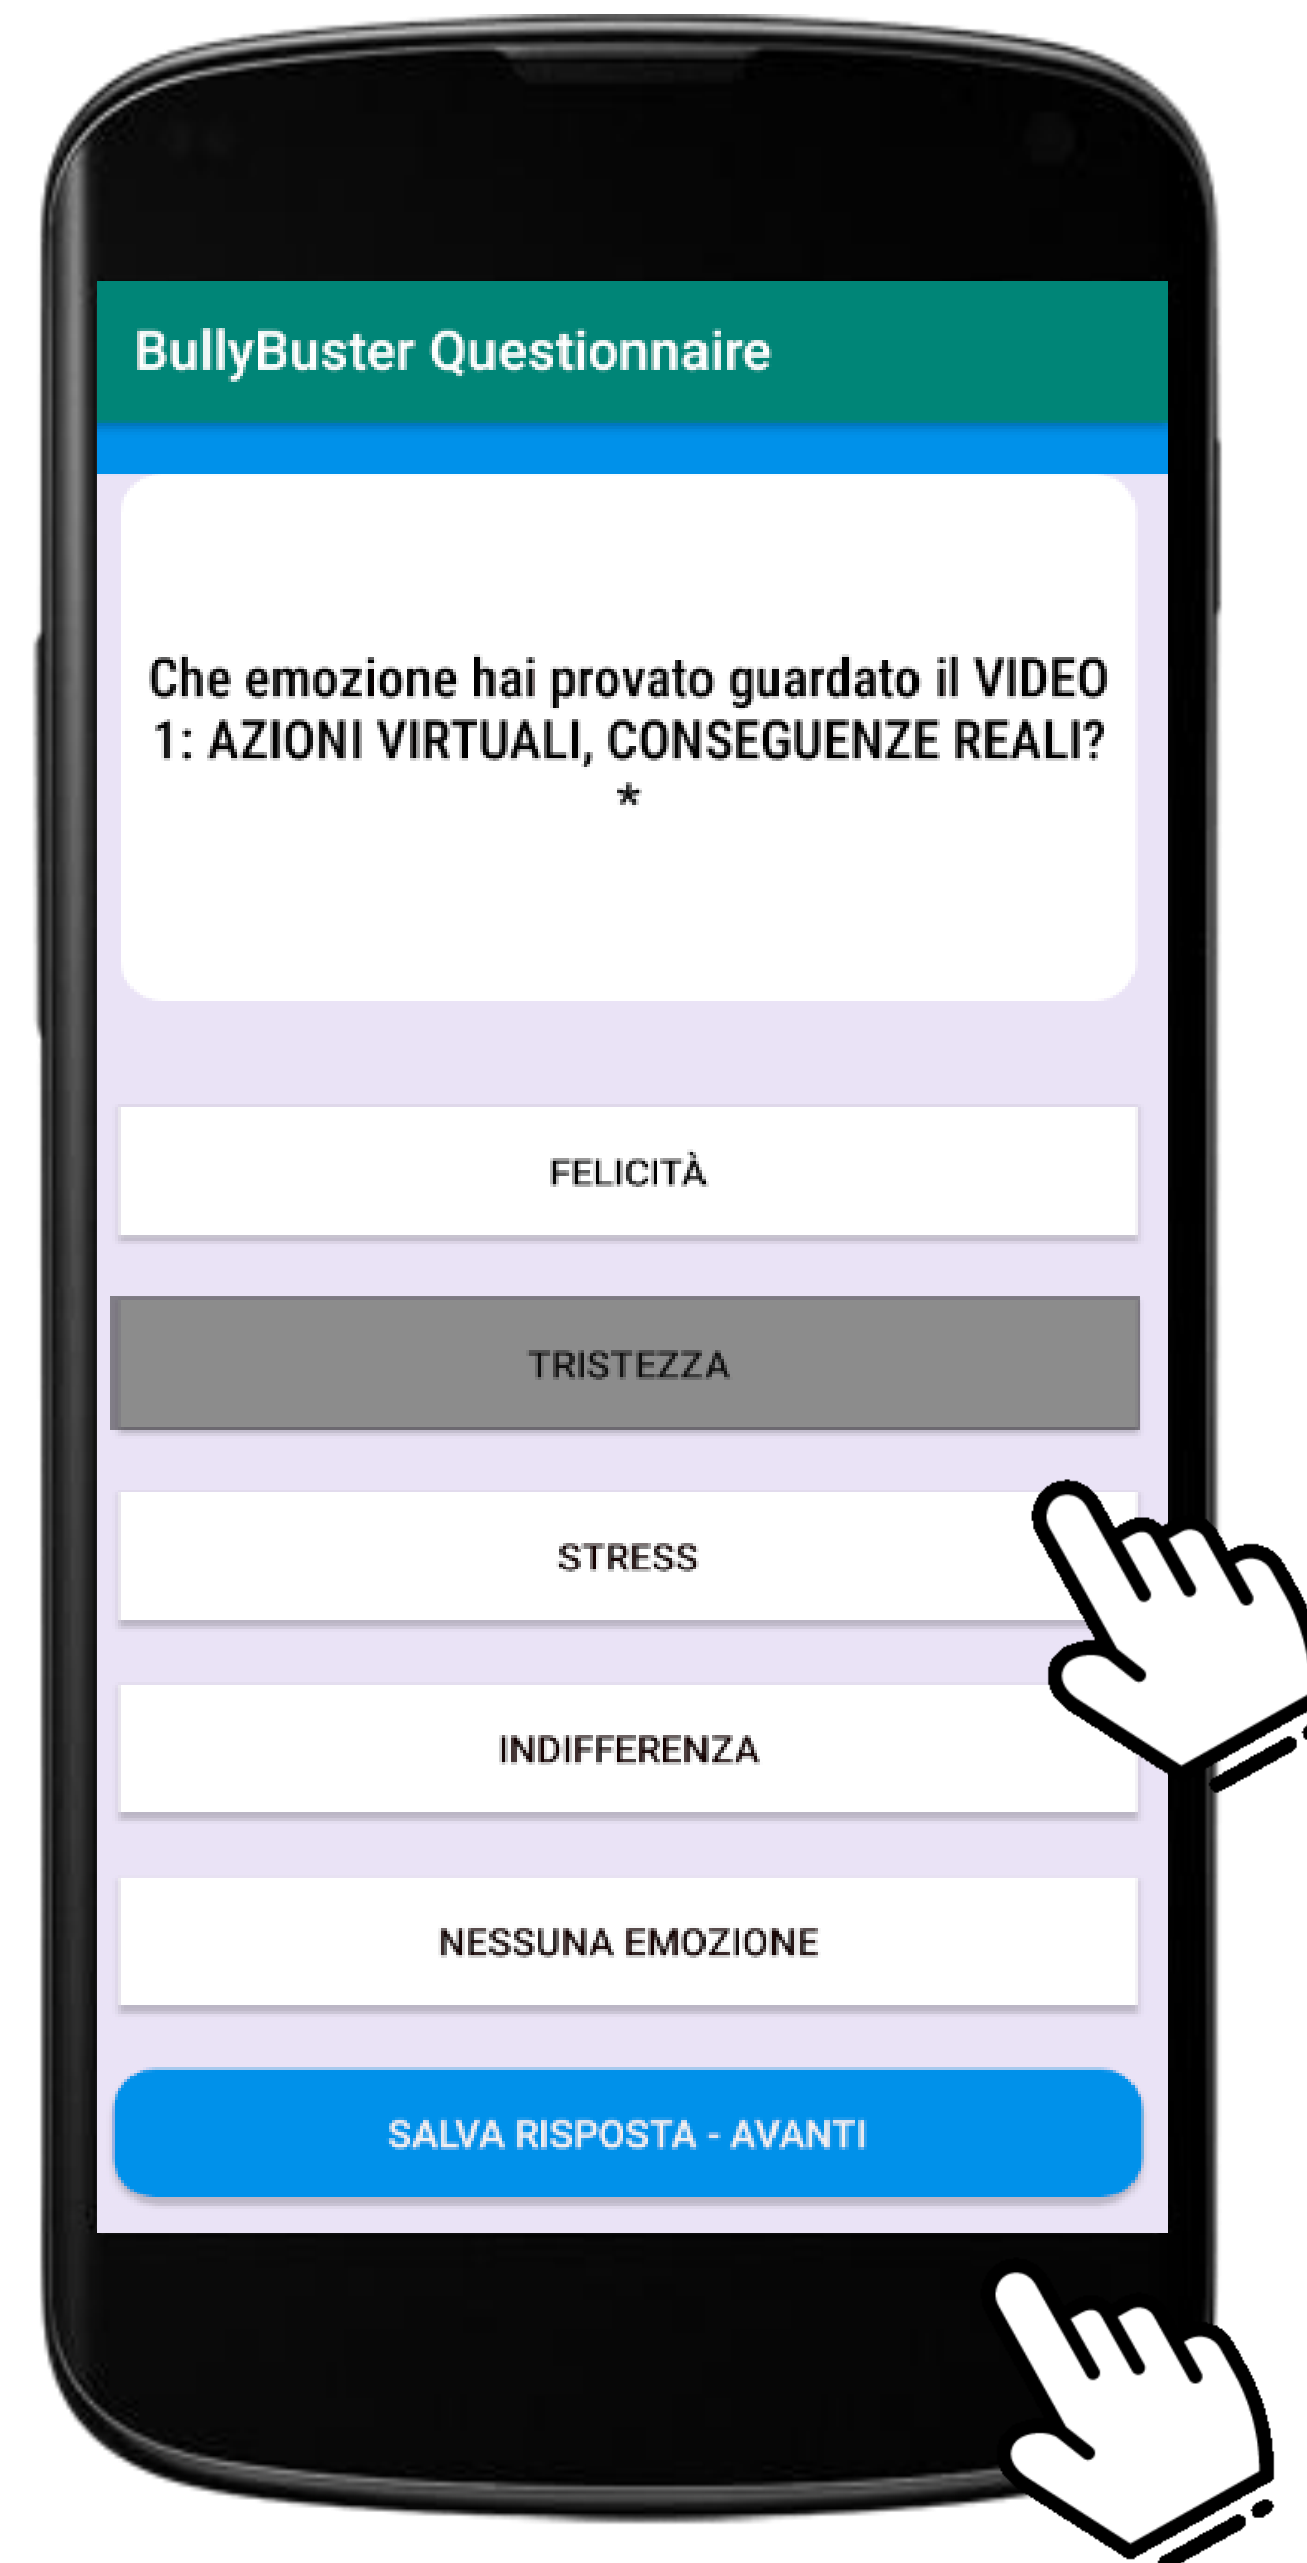 BullyBuster Questionnaire
Che emozione hai provato guardato il VIDEO
1: AZIONI VIRTUALI, CONSEGUENZE REALI?
*
FELICITÀ
TRISTEZZA
STRESS
INDIFFERENZA
NESSUNA EMOZIONE
SALVA RISPOSTA - AVANTI